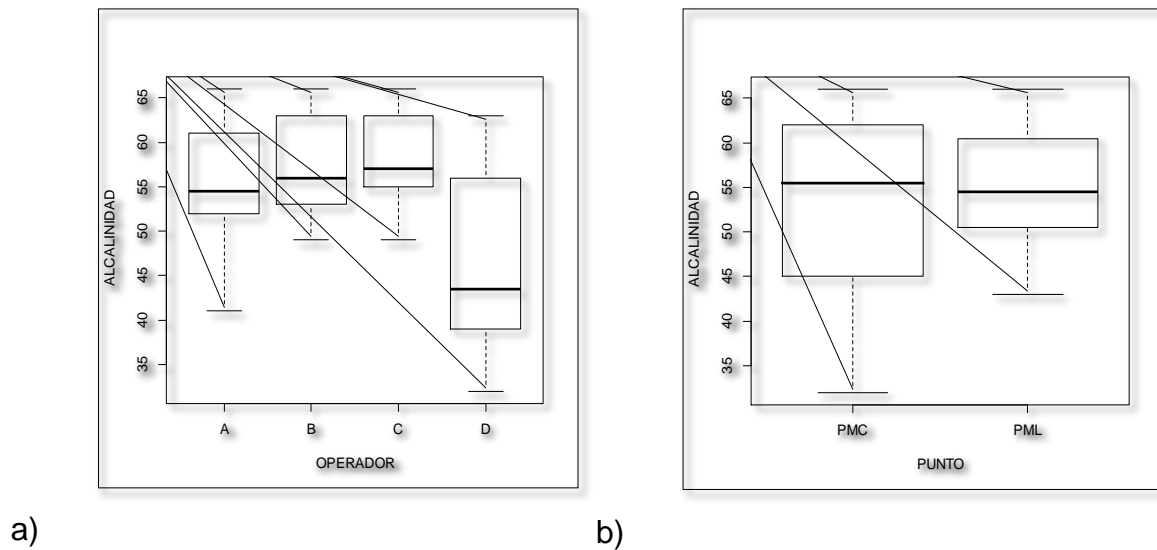 ALCALINIDAD
65
60
55
50
45
40
35
A B C D
OPERADOR
a)
ALCALINIDAD
65
60
55
50
45
40
35
PMC PML
PUNTO
b)